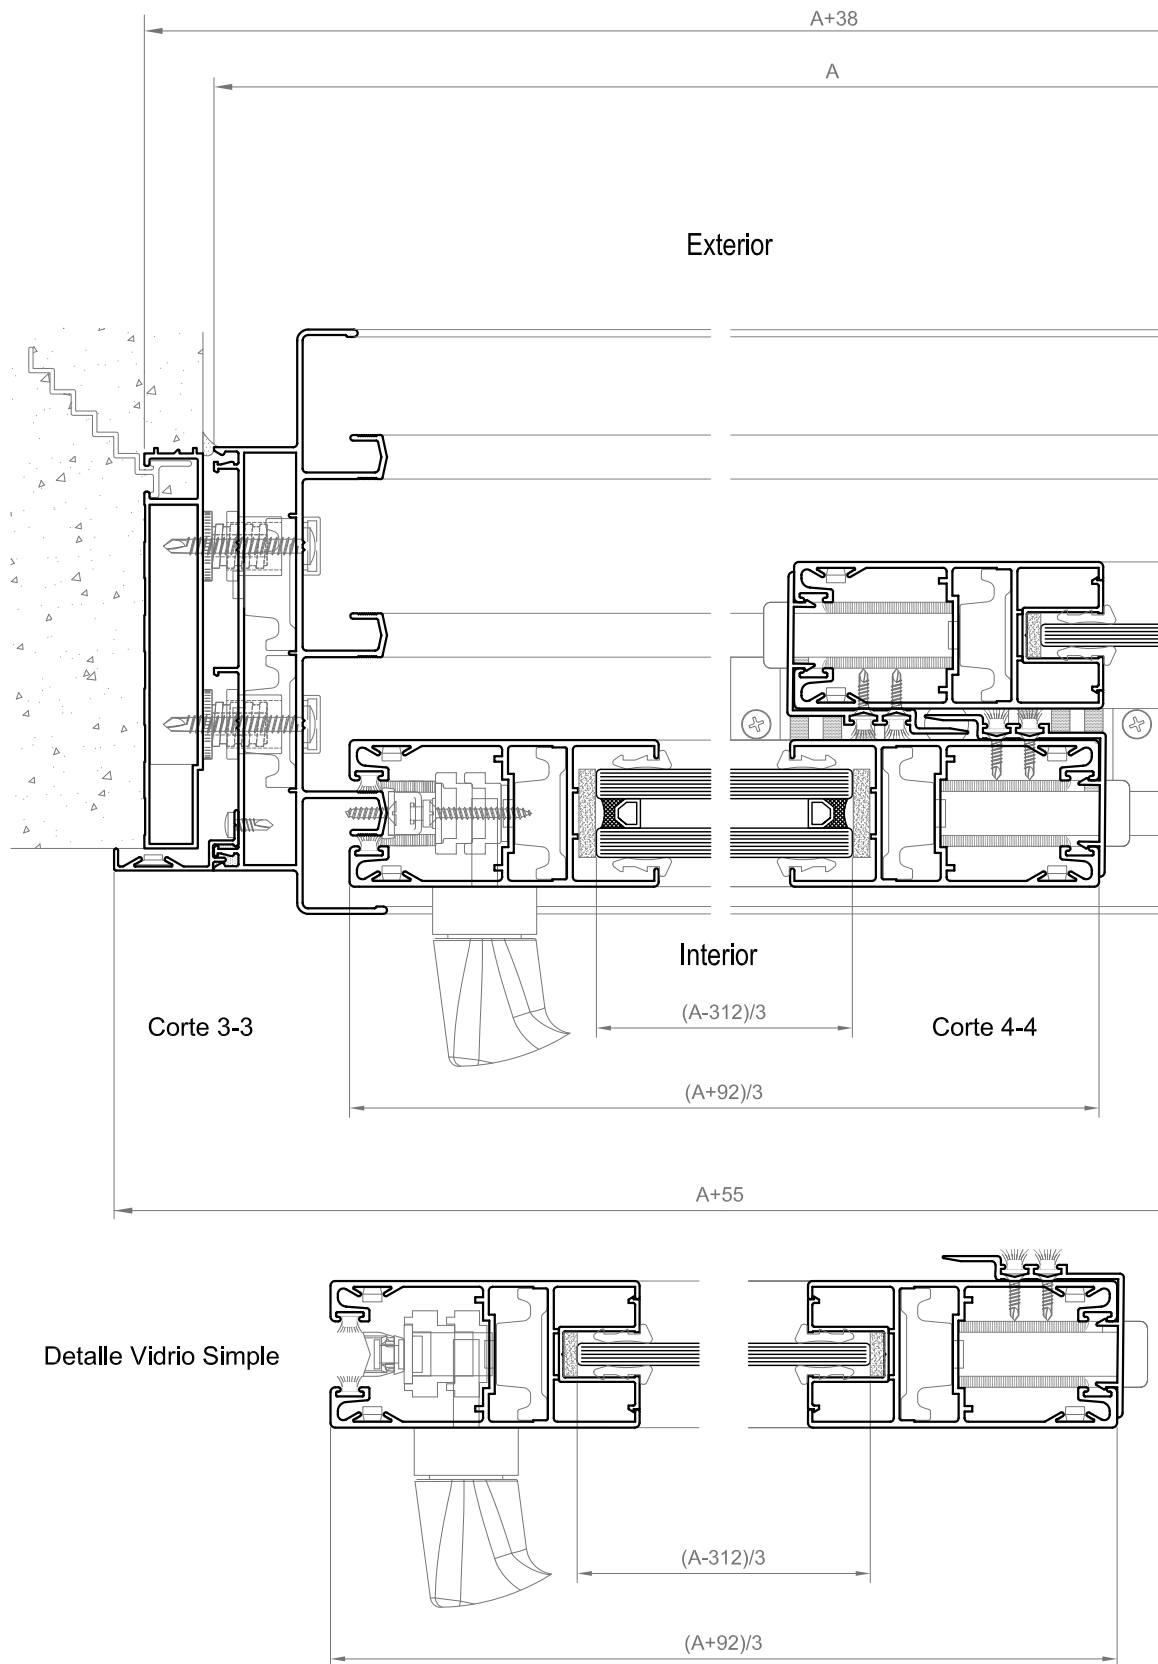 A+38
A
Exterior
Interior
(A-312)/3
Corte 3-3
Corte 4-4
(A+92)/3
A+55
Detalle Vidrio Simple
(A-312)/3
(A+92)/3